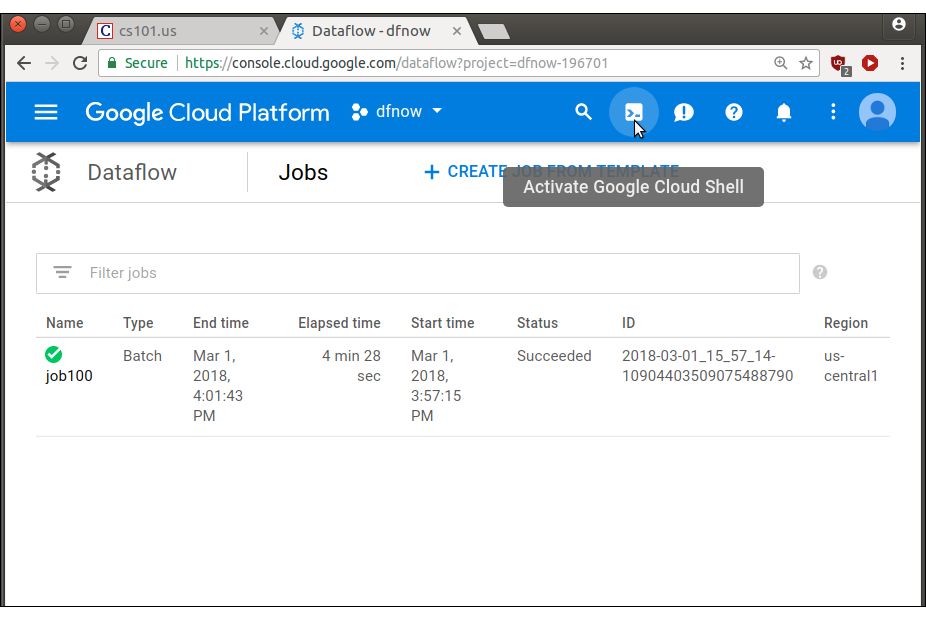 cs101.us
Dataflow - dfnow
Secure https://console.cloud.google.com/dataflow?project=dfnow-196701
2
Google Cloud Platform dfnow
Dataflow Jobs + CREATE JOB FROM TEMPLATE
Activate Google Cloud Shell
Filter jobs
Name Type End time Elapsed time Start time Status ID Region
job100
Batch
Mar 1,
2018,
4:01:43
PM
4 min 28
sec
Mar 1,
2018,
3:57:15
PM
Succeeded
2018-03-01_15_57_14-
10904403509075488790
us-
central1